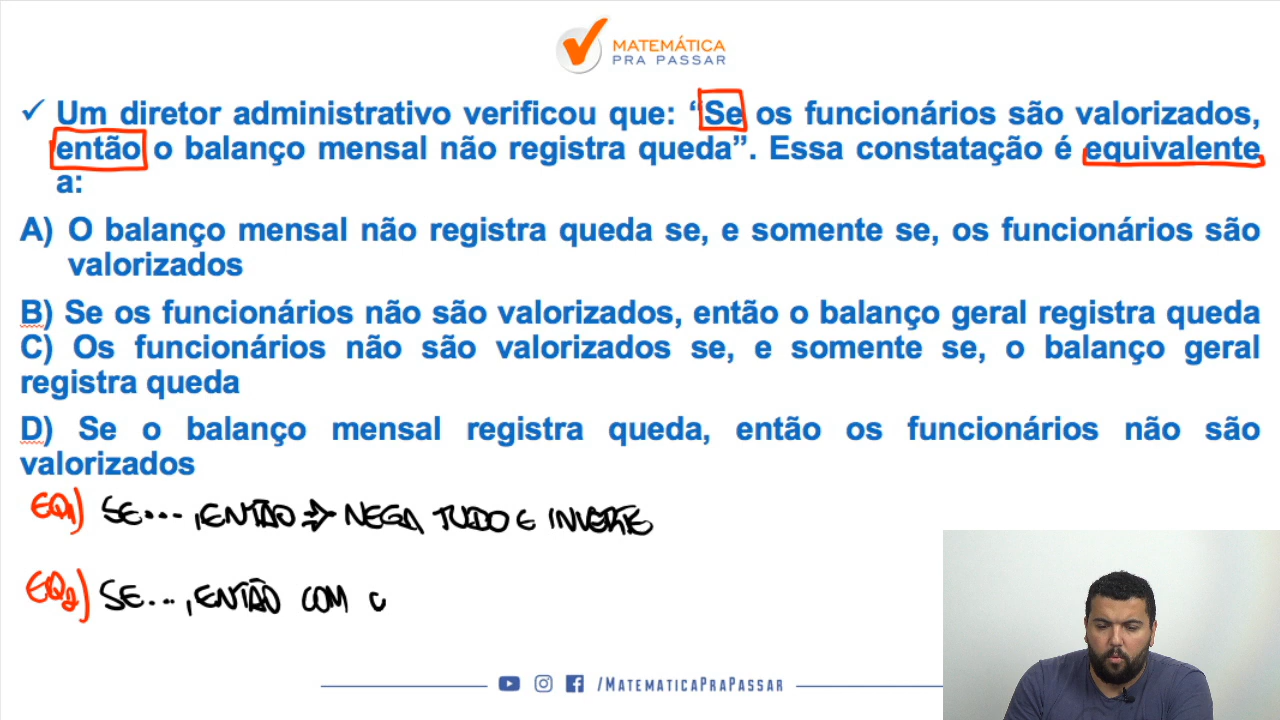 MATEMÁTICA
PRA PASSAR
✓ Um diretor administrativo verificou que: “Se os funcionários são valorizados,
então o balanço mensal não registra queda”. Essa constatação é equivalente
a:
A) O balanço mensal não registra queda se, e somente se, os funcionários são
valorizados
B) Se os funcionários não são valorizados, então o balanço geral registra queda
C) Os funcionários não são valorizados se, e somente se, o balanço geral
registra queda
D) Se o balanço mensal registra queda, então os funcionários não são
valorizados
EQ1) SE..., ENTÃO => NEGA TUDO E INVERTE
EQ2) SE..., ENTÃO COM O
/MATEMATICAPRAPASSAR